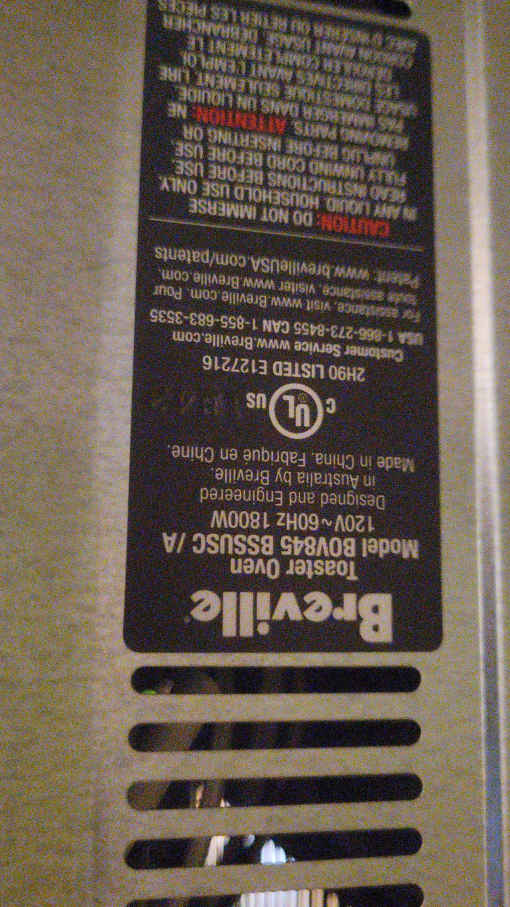 Breville®
Toaster Oven
Model BOV845 BSSUSC /A
120V~60Hz 1800W
Designed and Engineered
in Australia by Breville.
Made in China. Fabriqué en Chine.
C UL US
2H90 LISTED E127216
Customer Service www.Breville.com
USA 1-866-273-8455 CAN 1-855-683-3535
For assistance, visit www.Breville.com. Pour
toute assistance, visiter www.Breville.com.
Patent: www.brevilleUSA.com/patents
CAUTION: DO NOT IMMERSE
IN ANY LIQUID. HOUSEHOLD USE ONLY.
READ INSTRUCTIONS BEFORE USE.
FULLY UNWIND CORD BEFORE USE.
UNPLUG BEFORE INSERTING OR
REMOVING PARTS. ATTENTION: NE
PAS IMMERGER DANS UN LIQUIDE.
USAGE DOMESTIQUE SEULEMENT. LIRE
LES DIRECTIVES AVANT L'EMPLOI.
DÉROULER COMPLÈTEMENT LE
CORDON AVANT USAGE. DÉBRANCHER
AVEC D'INSÉRER OU RETIER LES PIÈCES